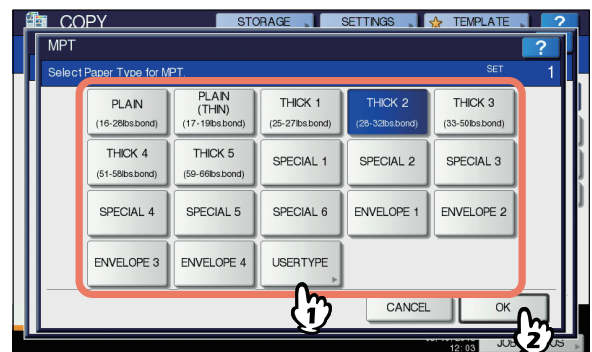 COPY STORAGE SETTINGS TEMPLATE ?
MPT ?
Select Paper Type for MPT. SET 1
PLAIN
(16-28lbs.bond)
PLAIN
(THIN)
(17-19lbs.bond)
THICK 1
(25-27lbs.bond)
THICK 2
(28-32lbs.bond)
THICK 3
(33-50lbs.bond)
THICK 4
(51-58lbs.bond)
THICK 5
(59-66lbs.bond)
SPECIAL 1
SPECIAL 2
SPECIAL 3
SPECIAL 4
SPECIAL 5
SPECIAL 6
ENVELOPE 1
ENVELOPE 2
ENVELOPE 3
ENVELOPE 4
USERTYPE
1
CANCEL
OK
2
12:03